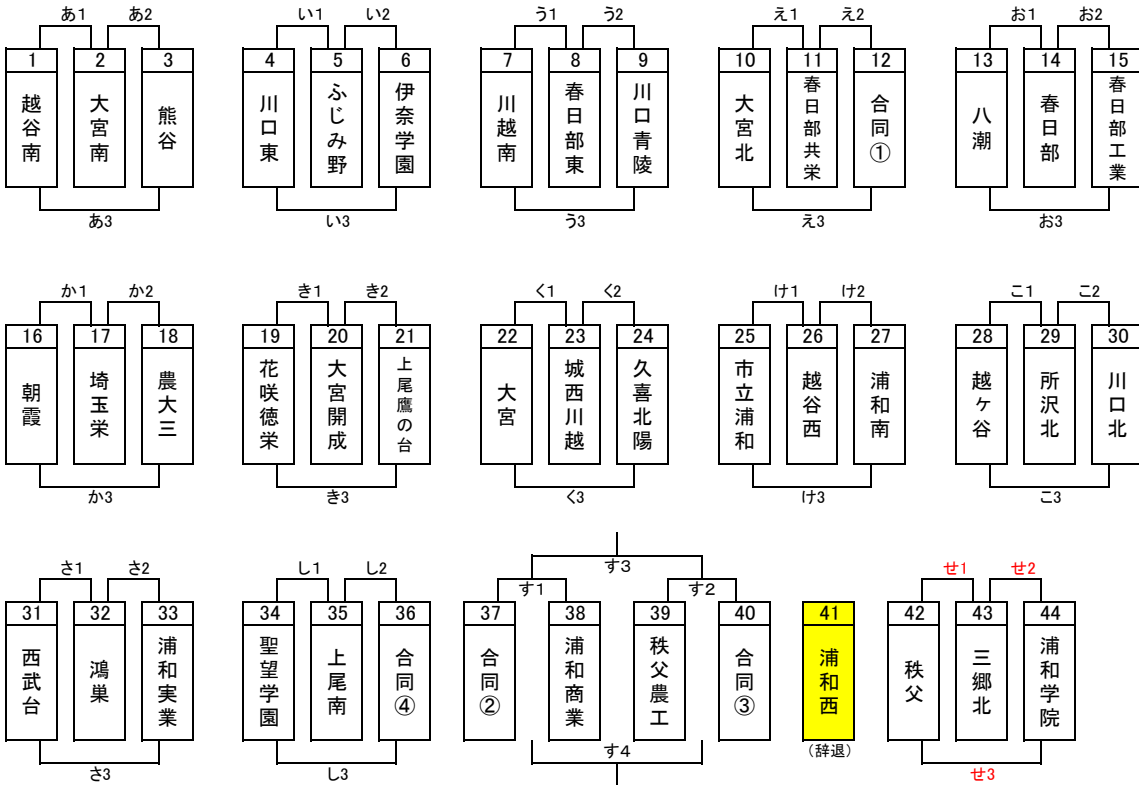 あ1 あ2 い1 い2 う1 う2 え1 え2 お1 お2
1 2 3 4 5 6 7 8 9 10 11 12 13 14 15
越谷南 大宮南 熊谷 川口東 ふじみ野 伊奈学園 川越南 春日部東 川口青陵 大宮北 春日部共栄 合同① 八潮 春日部 春日部工業
あ3 い3 う3 え3 お3
か1 か2 き1 き2 く1 く2 け1 け2 こ1 こ2
16 17 18 19 20 21 22 23 24 25 26 27 28 29 30
朝霞 埼玉栄 農大三 花咲徳栄 大宮開成 上尾鷹の台 大宮 城西川越 久喜北陽 市立浦和 越谷西 浦和南 越ヶ谷 所沢北 川口北
か3 き3 く3 け3 こ3
さ1 さ2 し1 し2 す3 せ1 せ2
す1 す2
31 32 33 34 35 36 37 38 39 40 41 42 43 44
西武台 鴻巣 浦和実業 聖望学園 上尾南 合同④ 合同② 浦和商業 秩父農工 合同③ 浦和西 秩父 三郷北 浦和学院
す4 (辞退)
さ3 し3 せ3